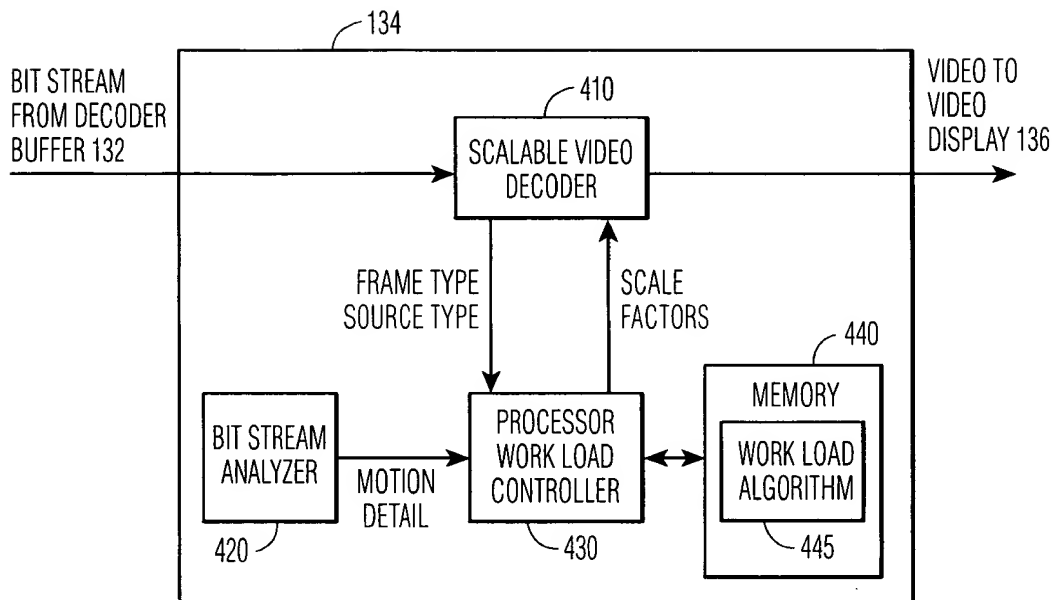 134
BIT STREAM
FROM DECODER
BUFFER 132
410
SCALABLE VIDEO
DECODER
VIDEO TO
VIDEO
DISPLAY 136
FRAME TYPE
SOURCE TYPE
SCALE
FACTORS
440
MEMORY
BIT STREAM
ANALYZER
MOTION
DETAIL
PROCESSOR
WORK LOAD
CONTROLLER
WORK LOAD
ALGORITHM
420
430
445